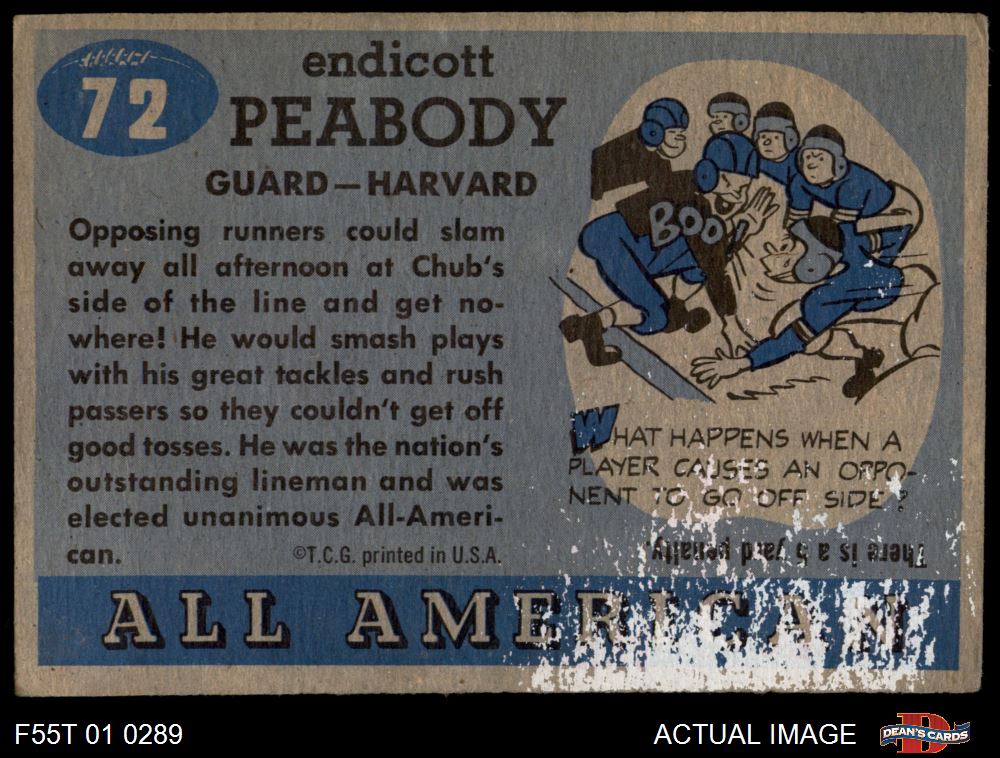 72
endicott
PEABODY
GUARD—HARVARD
Opposing runners could slam
away all afternoon at Chub's
side of the line and get no-
where! He would smash plays
with his great tackles and rush
passers so they couldn't get off
good tosses. He was the nation's
outstanding lineman and was
elected unanimous All-Ameri-
can.
©T.C.G. printed in U.S.A.
BOO
WHAT HAPPENS WHEN A
PLAYER CAUSES AN OPPO-
NENT TO GO OFF SIDE?
There is a 5 yard penalty.
ALL AMERICAN
F55T 01 0289
ACTUAL IMAGE
D
DEAN'S CARDS